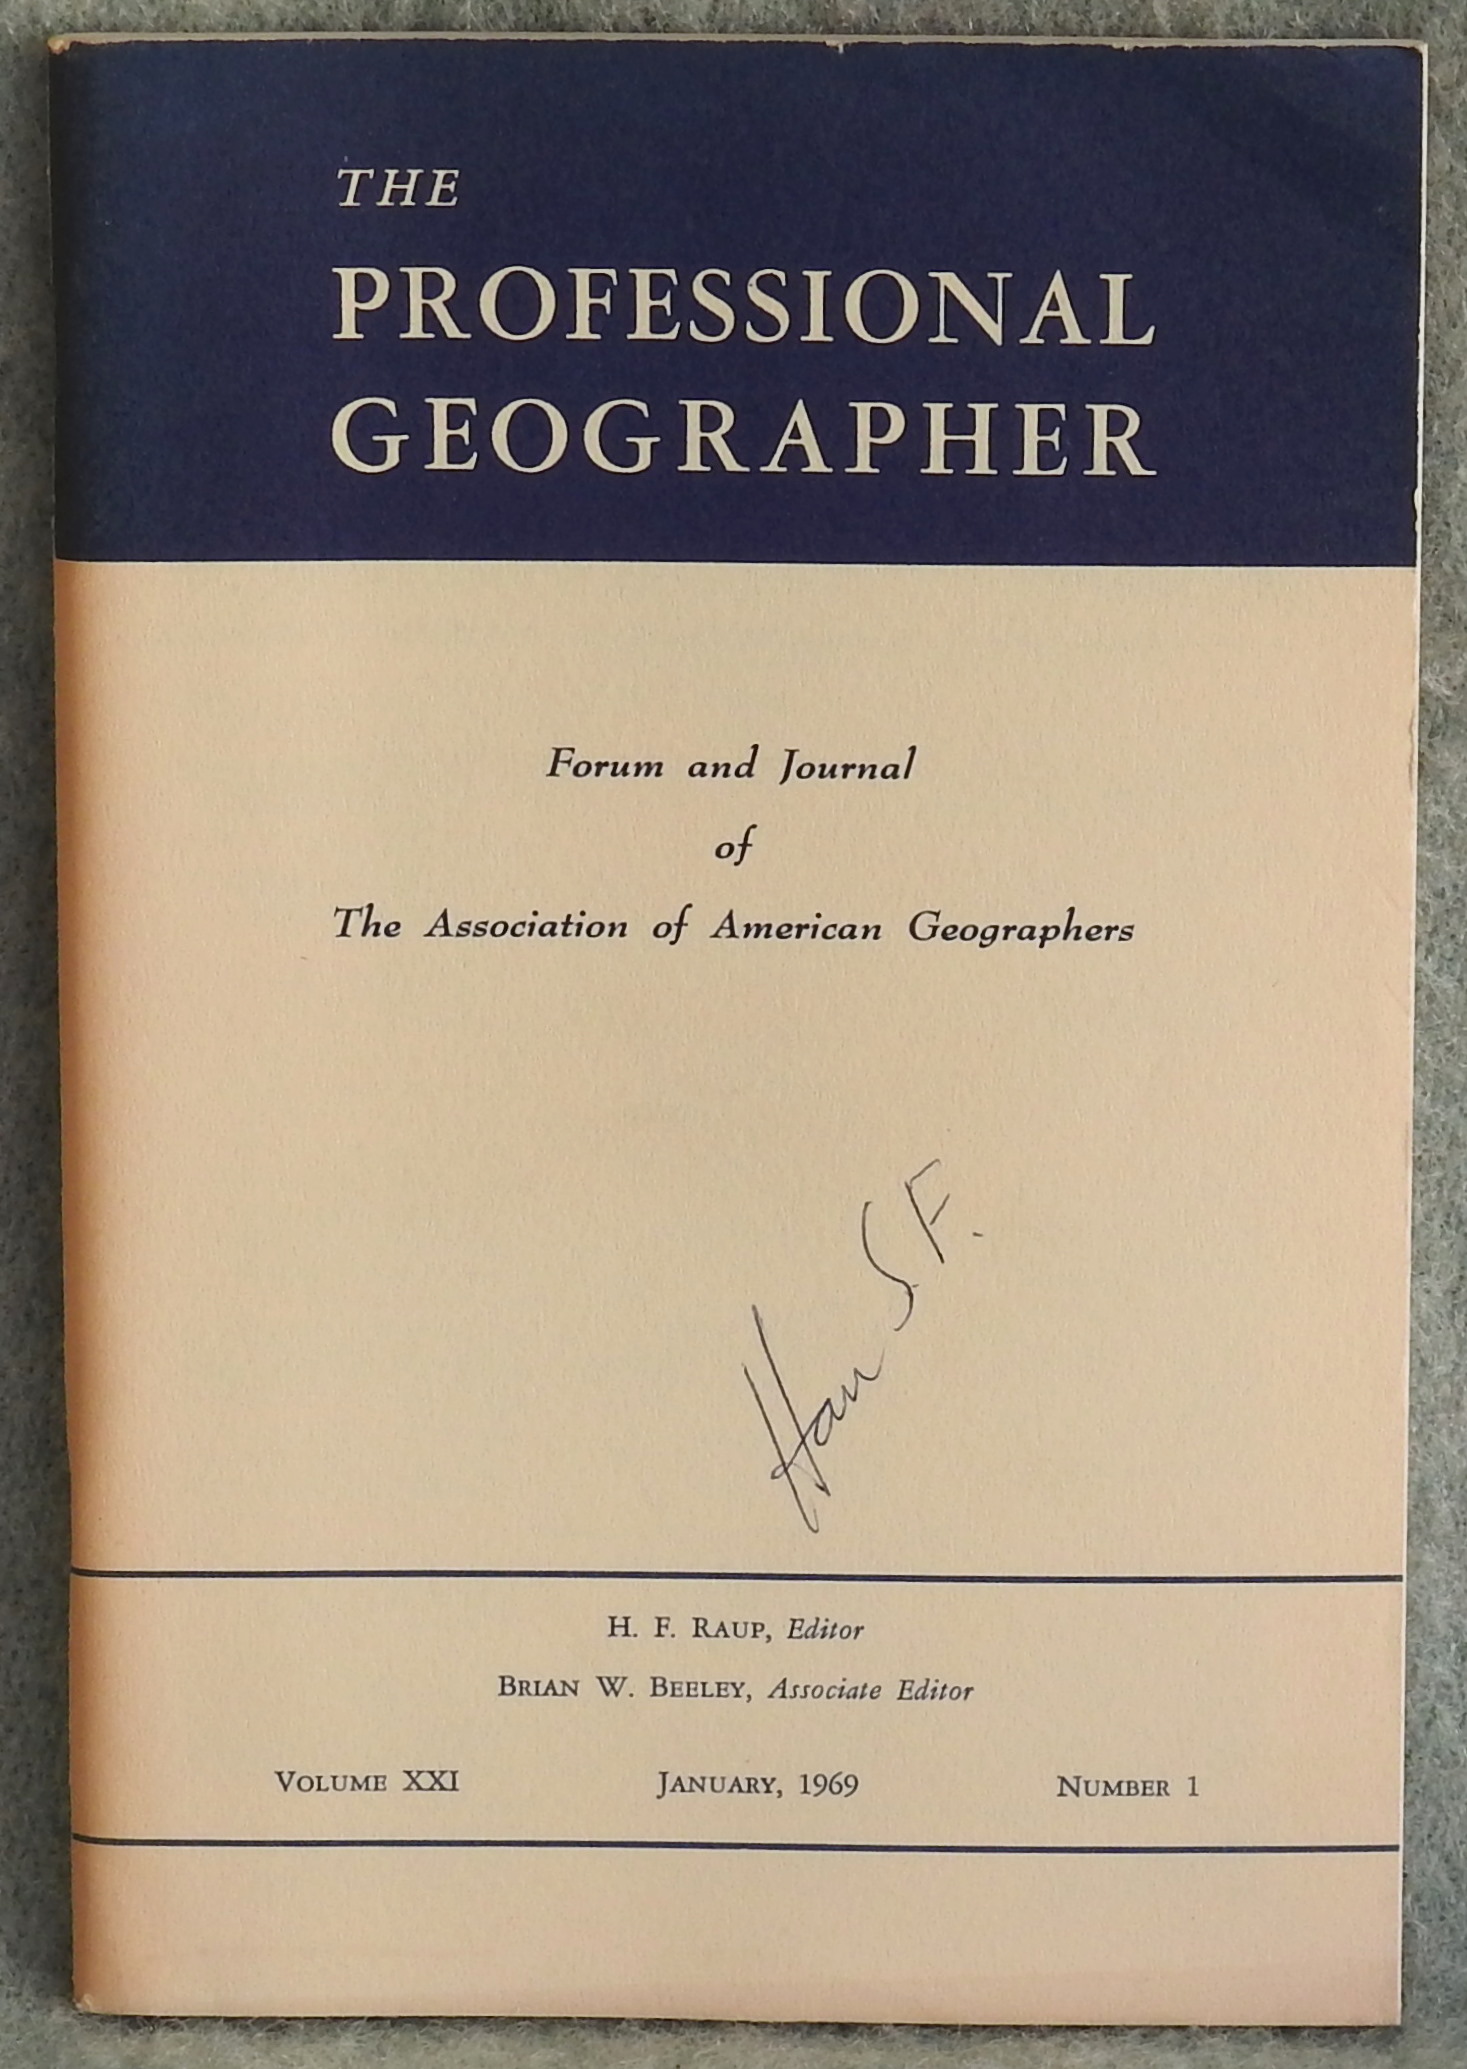 THE
PROFESSIONAL
GEOGRAPHER
Forum and Journal
of
The Association of American Geographers
Han S.F.
H. F. RAUP, Editor
BRIAN W. BEELEY, Associate Editor
VOLUME XXI JANUARY, 1969 NUMBER 1